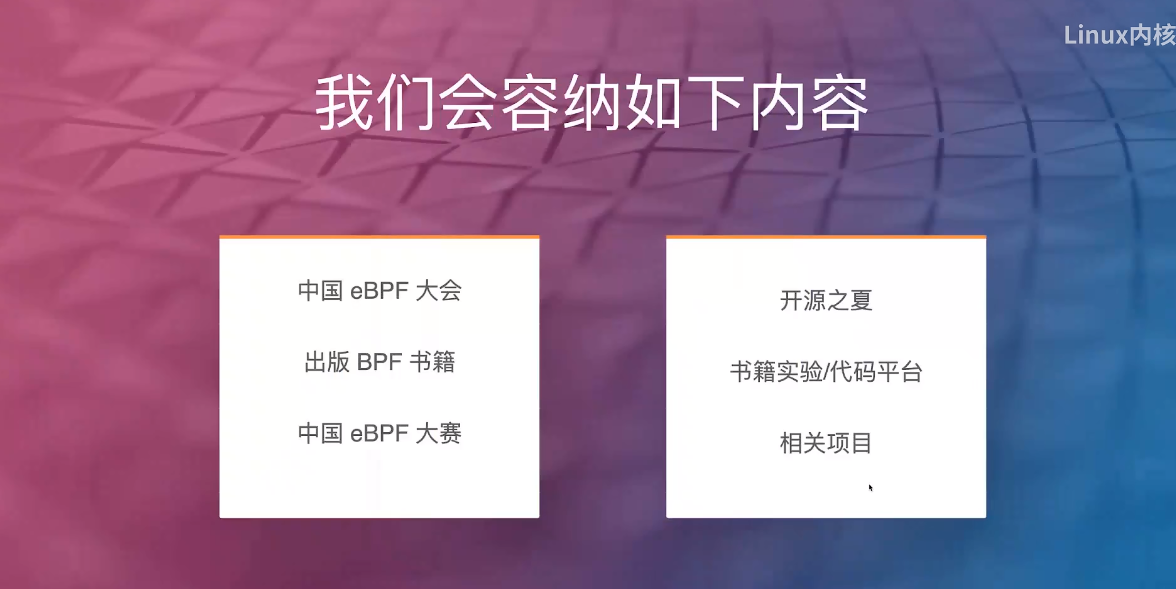 Linux内核
我们会容纳如下内容
中国 eBPF 大会
出版 BPF 书籍
中国 eBPF 大赛
开源之夏
书籍实验/代码平台
相关项目